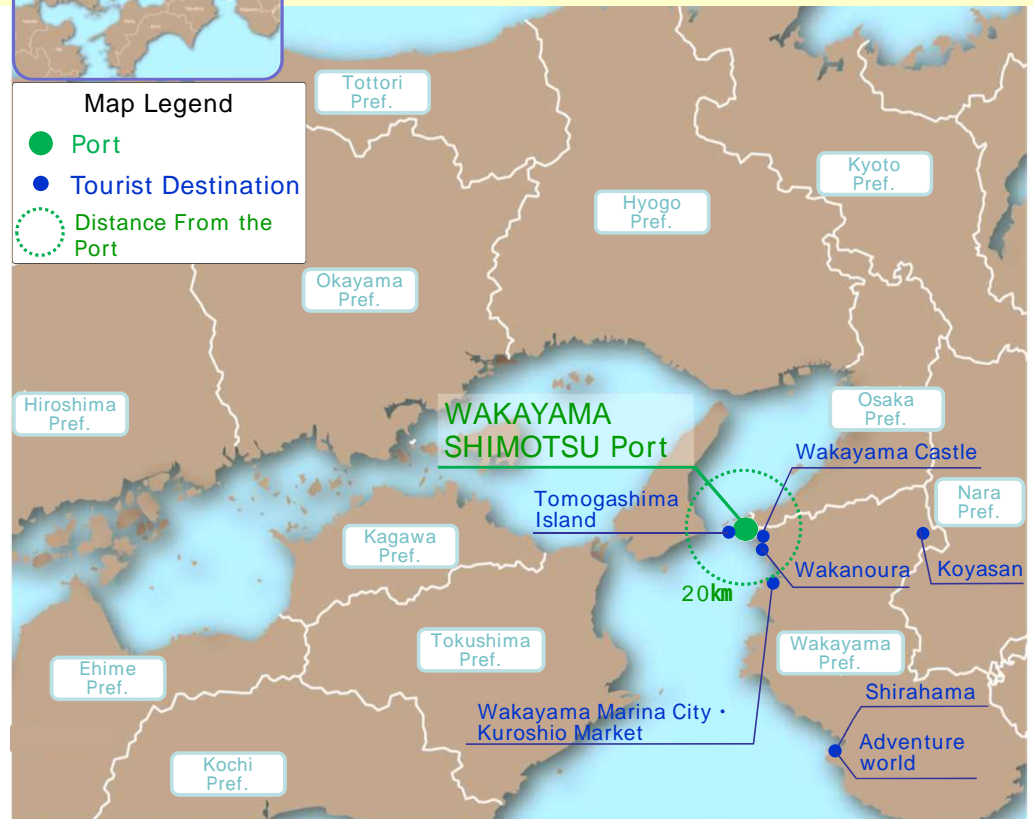 Map Legend
Port
Tourist Destination
Distance From the
Port
Tottori
Pref.
Kyoto
Pref.
Hyogo
Pref.
Okayama
Pref.
Hiroshima
Pref.
Osaka
Pref.
WAKAYAMA
SHIMOTSU Port
Wakayama Castle
Tomogashima
Island
Nara
Pref.
Kagawa
Pref.
Wakanoura
Koyasan
20km
Tokushima
Pref.
Wakayama
Pref.
Ehime
Pref.
Shirahama
Wakayama Marina City・
Kuroshio Market
Adventure
world
Kochi
Pref.